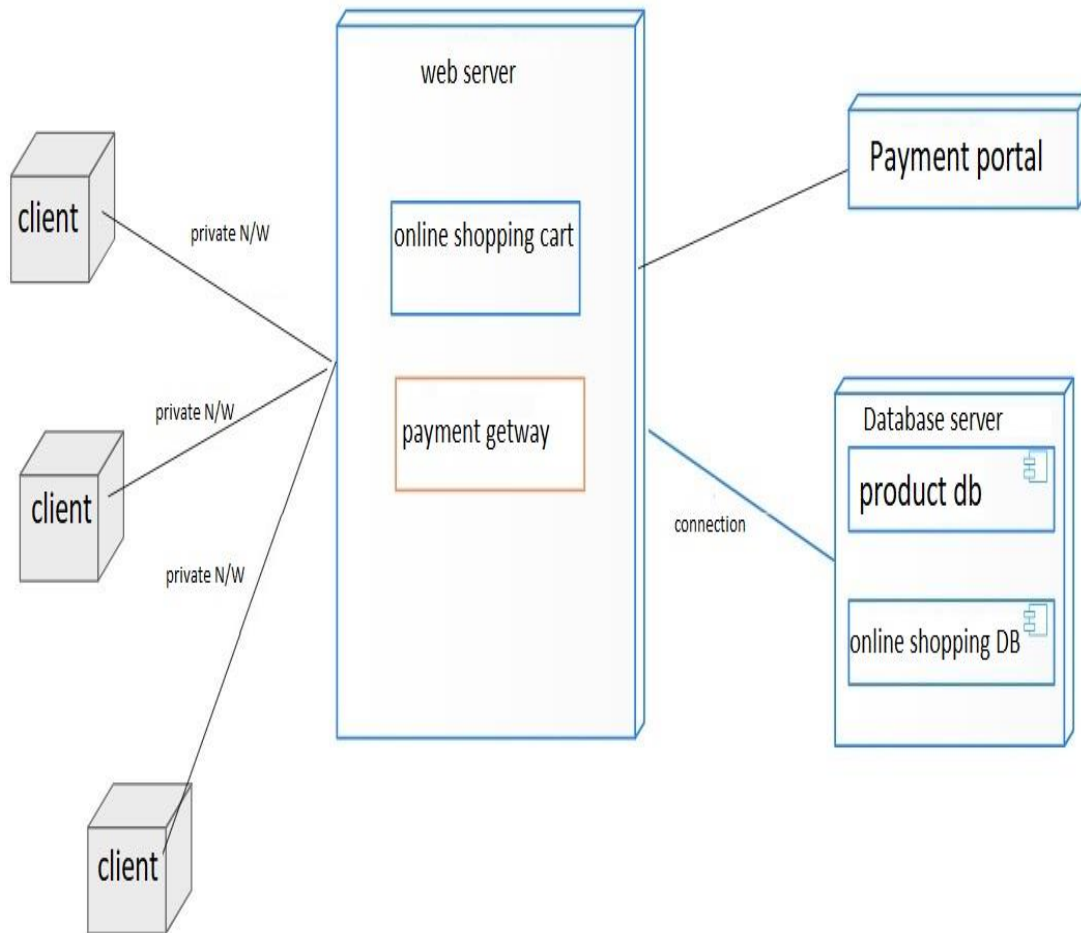 web server
Payment portal
client
private N/W
online shopping cart
private N/W
payment getway
Database server
client
product db
connection
private N/W
online shopping DB
client